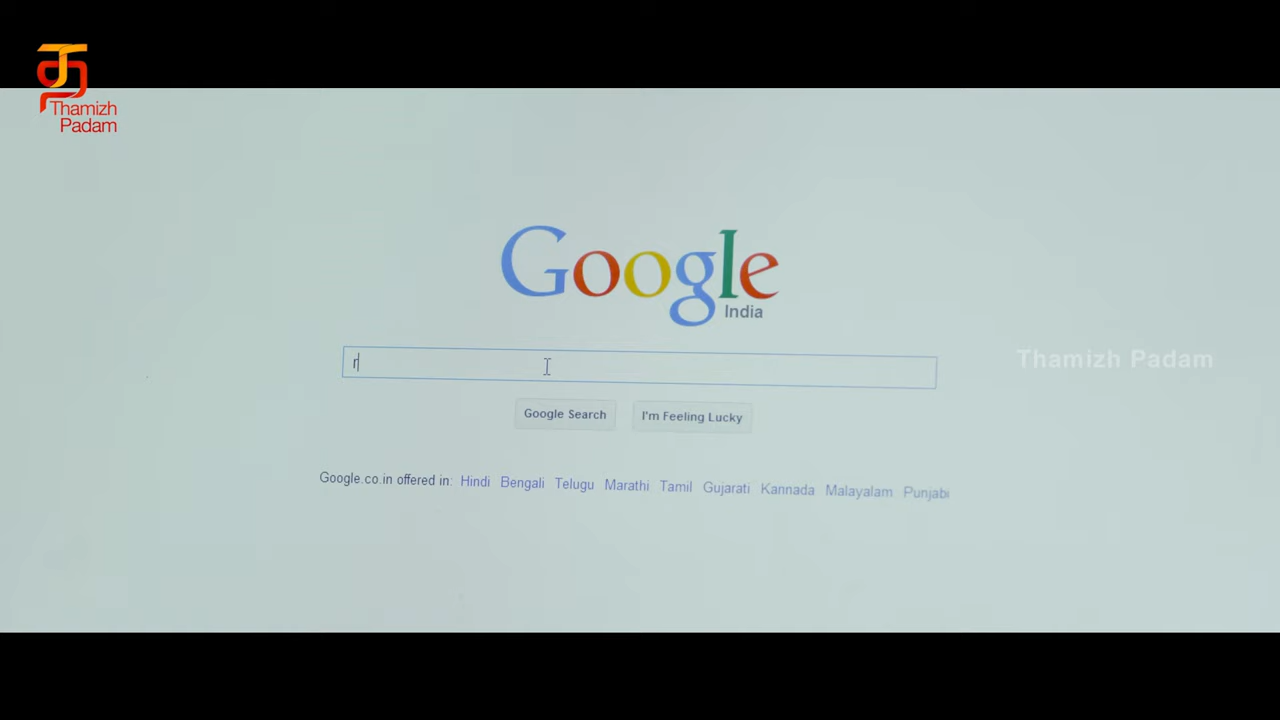 Thamizh
Padam
Google
India
r
Thamizh Padam
Google Search I'm Feeling Lucky
Google.co.in offered in: Hindi Bengali Telugu Marathi Tamil Gujarati Kannada Malayalam Punjabi